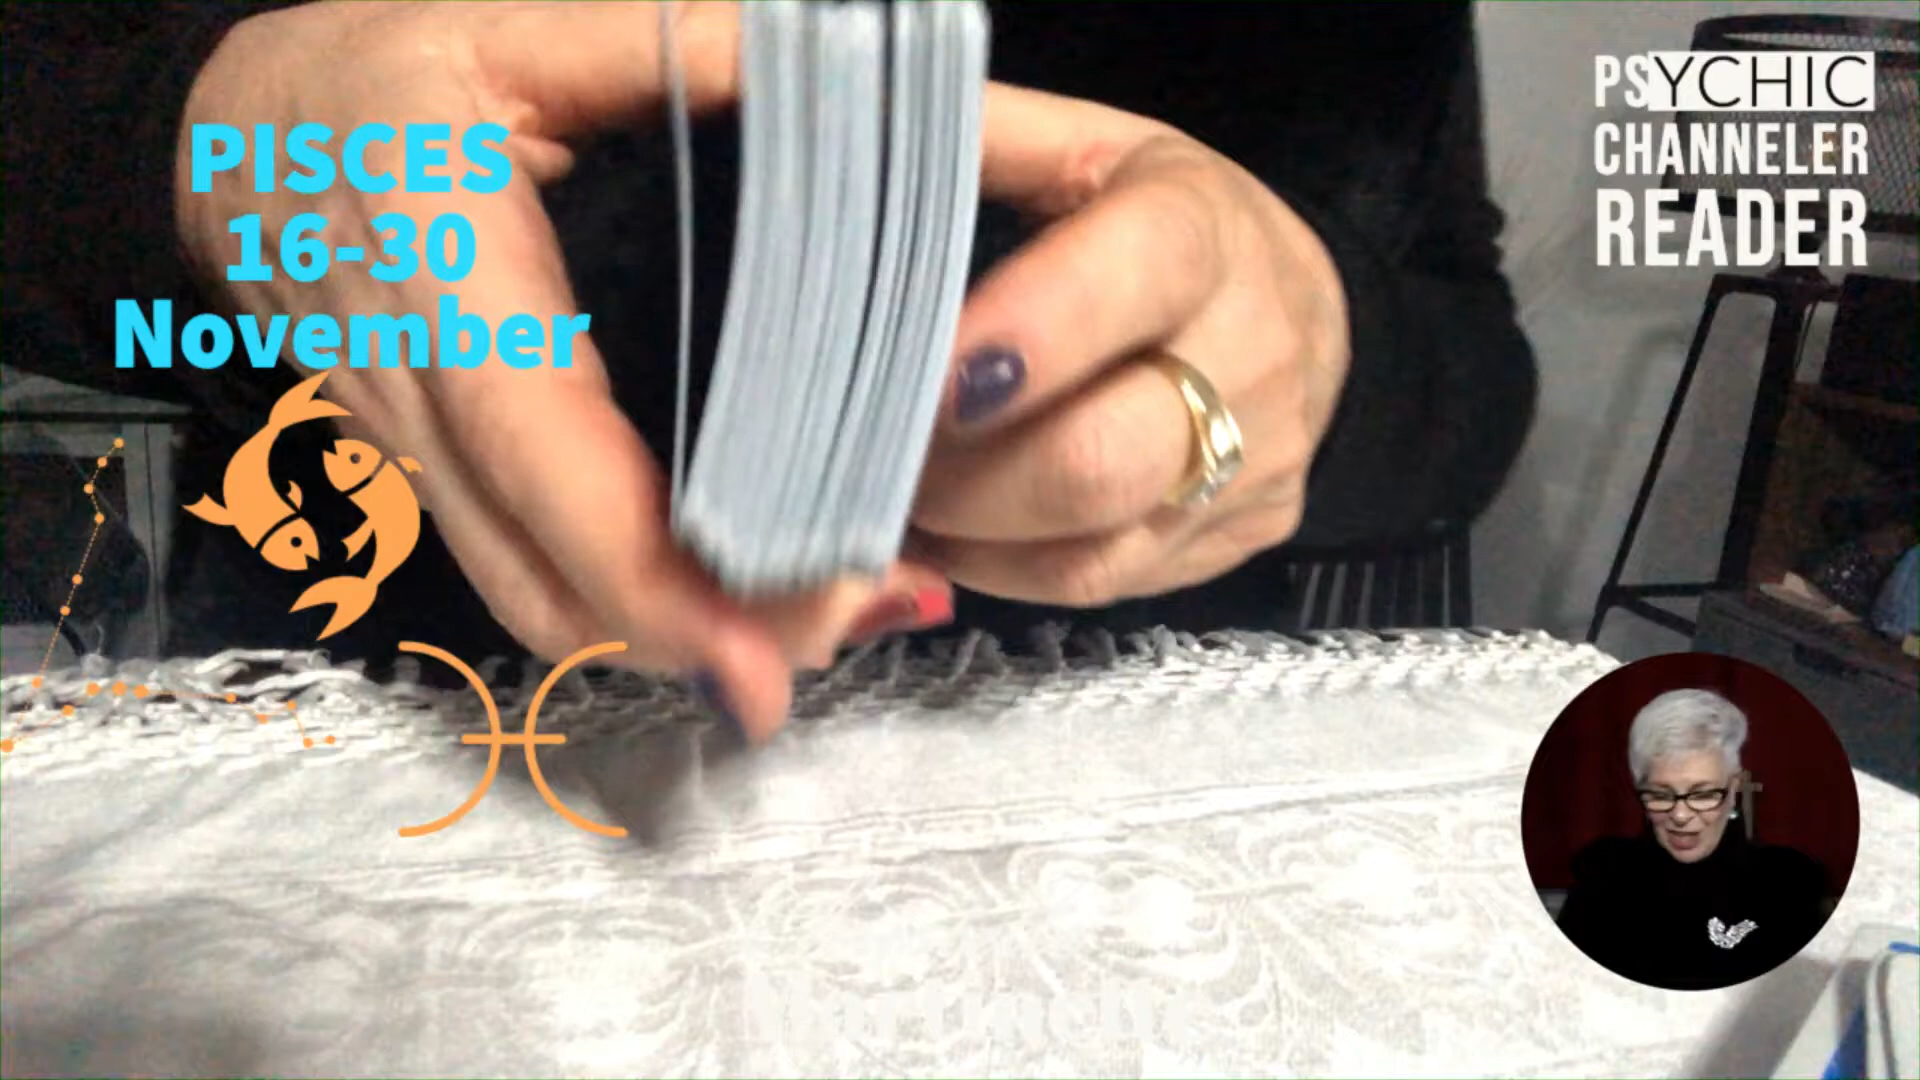 PISCES
16-30
November
PSYCHIC
CHANNELER
READER